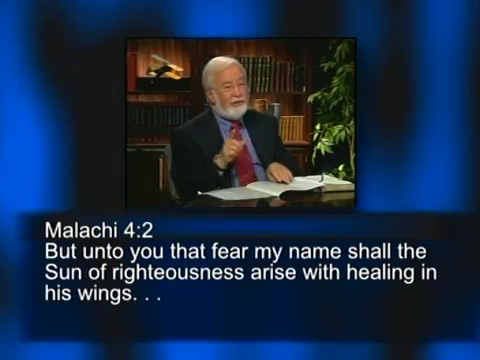 Malachi 4:2
But unto you that fear my name shall the
Sun of righteousness arise with healing in
his wings. . .